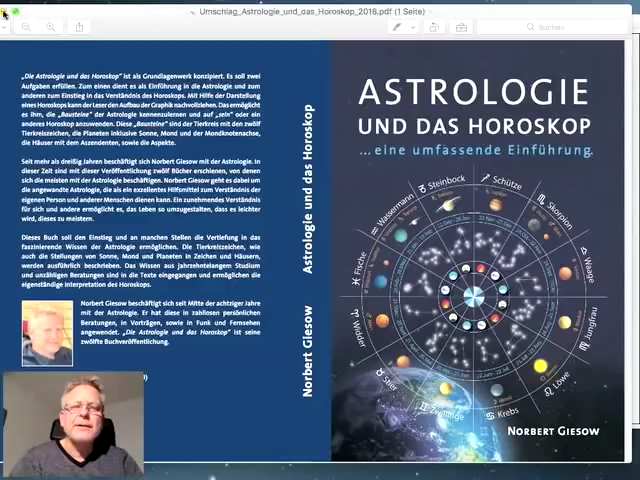 Umschlag_Astrologie_und_das_Horoskop_2018.pdf (1 Seite)
Suchen
„Die Astrologie und das Horoskop“ ist als Grundlagenwerk konzipiert. Es soll zwei
Aufgaben erfüllen. Zum einen dient es als Einführung in die Astrologie und zum
anderen zum Einstieg in das Verständnis des Horoskops. Mit Hilfe der Darstellung
eines Horoskops kann der Leser den Aufbau der Graphik nachvollziehen. Das ermöglicht
es ihm, die „Bausteine“ der Astrologie kennenzulernen und auf „sein“ oder ein
anderes Horoskop anzuwenden. Diese „Bausteine“ sind der Tierkreis mit den zwölf
Tierkreiszeichen, die Planeten inklusive Sonne, Mond und der Mondknotenachse,
die Häuser mit dem Aszendenten, sowie die Aspekte.
Seit mehr als dreißig Jahren beschäftigt sich Norbert Giesow mit der Astrologie. In
dieser Zeit sind mit dieser Veröffentlichung zwölf Bücher erschienen, von denen
sich die meisten mit der Astrologie beschäftigen. Norbert Giesow geht es dabei um
die angewandte Astrologie, die als ein exzellentes Hilfsmittel zum Verständnis der
eigenen Person und anderer Menschen dienen kann. Ein zunehmendes Verständnis
für sich und andere ermöglicht es, das Leben so umzugestalten, dass es leichter
wird, dieses zu meistern.
Dieses Buch soll den Einstieg und an manchen Stellen die Vertiefung in das
faszinierende Wissen der Astrologie ermöglichen. Die Tierkreiszeichen, wie
auch die Stellungen von Sonne, Mond und Planeten in Zeichen und Häusern,
werden ausführlich beschrieben. Das Wissen aus jahrzehntelangem Studium
und unzähligen Beratungen sind in die Texte eingegangen und ermöglichen die
eigenständige Interpretation des Horoskops.
Norbert Giesow beschäftigt sich seit Mitte der achtziger Jahre
mit der Astrologie. Er hat diese in zahllosen persönlichen
Beratungen, in Vorträgen, sowie in Funk und Fernsehen
angewendet. „Die Astrologie und das Horoskop“ ist seine
zwölfte Buchveröffentlichung.
Astrologie und das Horoskop
Norbert Giesow
ASTROLOGIE
UND DAS HOROSKOP
...eine umfassende Einführung.
Steinbock
Schütze
Skorpion
Waage
Jungfrau
Löwe
Krebs
Zwillinge
Stier
Widder
Fische
Wassermann
NORBERT GIESOW